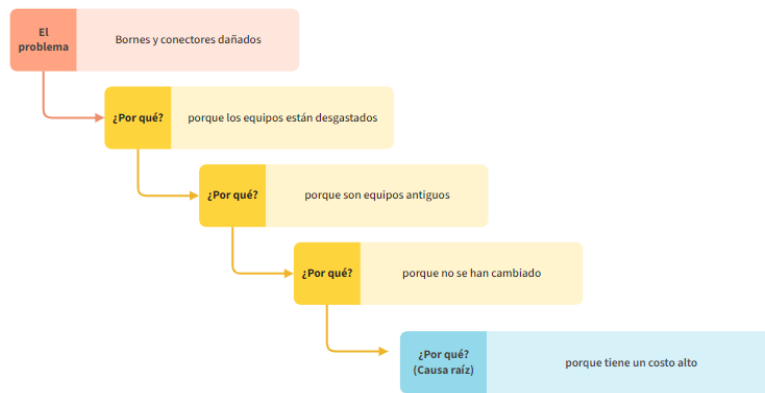 El
problema
Bornes y conectores dañados
¿Por qué?
porque los equipos están desgastados
¿Por qué?
porque son equipos antiguos
¿Por qué?
porque no se han cambiado
¿Por qué?
(Causa raíz)
porque tiene un costo alto